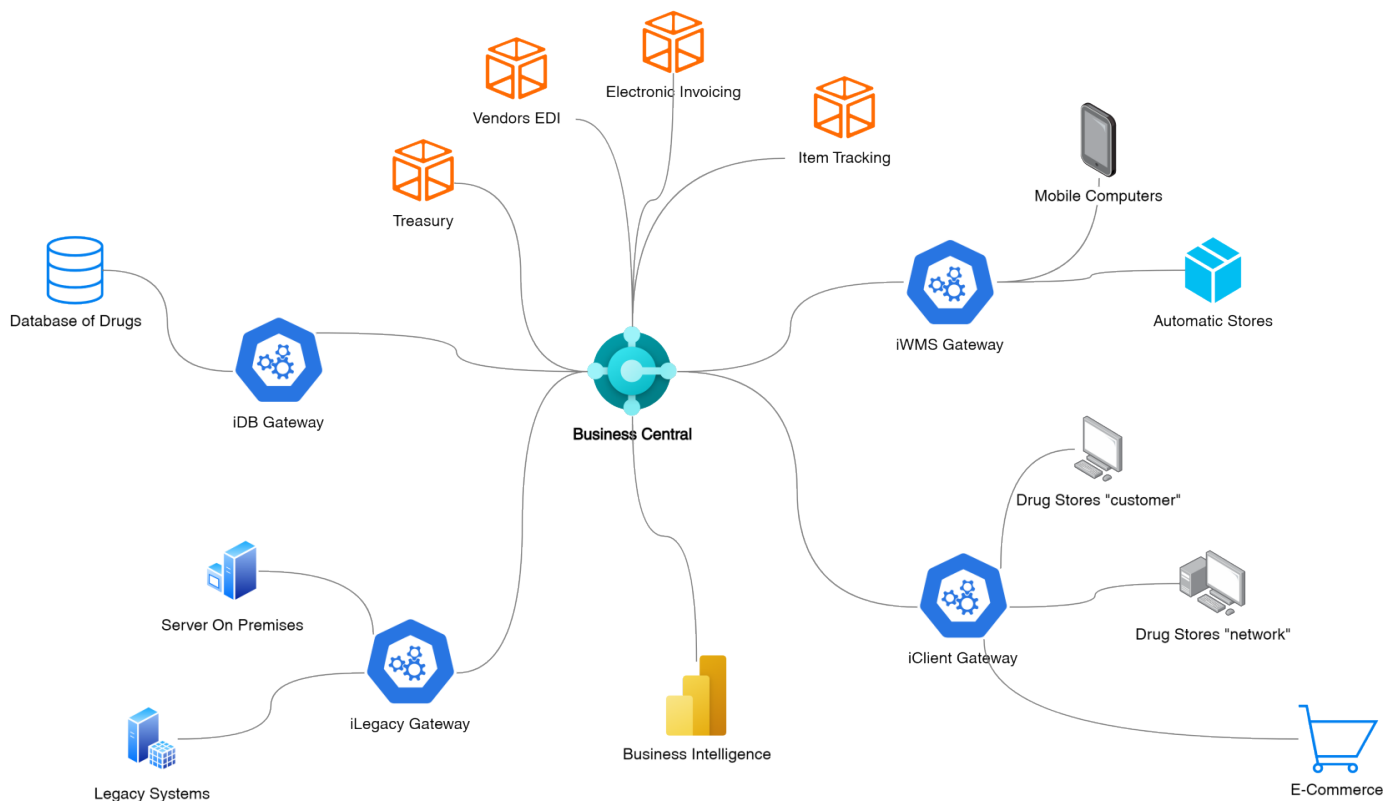 Electronic Invoicing
Vendors EDI
Item Tracking
Mobile Computers
Treasury
Database of Drugs
Automatic Stores
iWMS Gateway
iDB Gateway
Business Central
Drug Stores "customer"
Server On Premises
Drug Stores "network"
iClient Gateway
iLegacy Gateway
Business Intelligence
E-Commerce
Legacy Systems